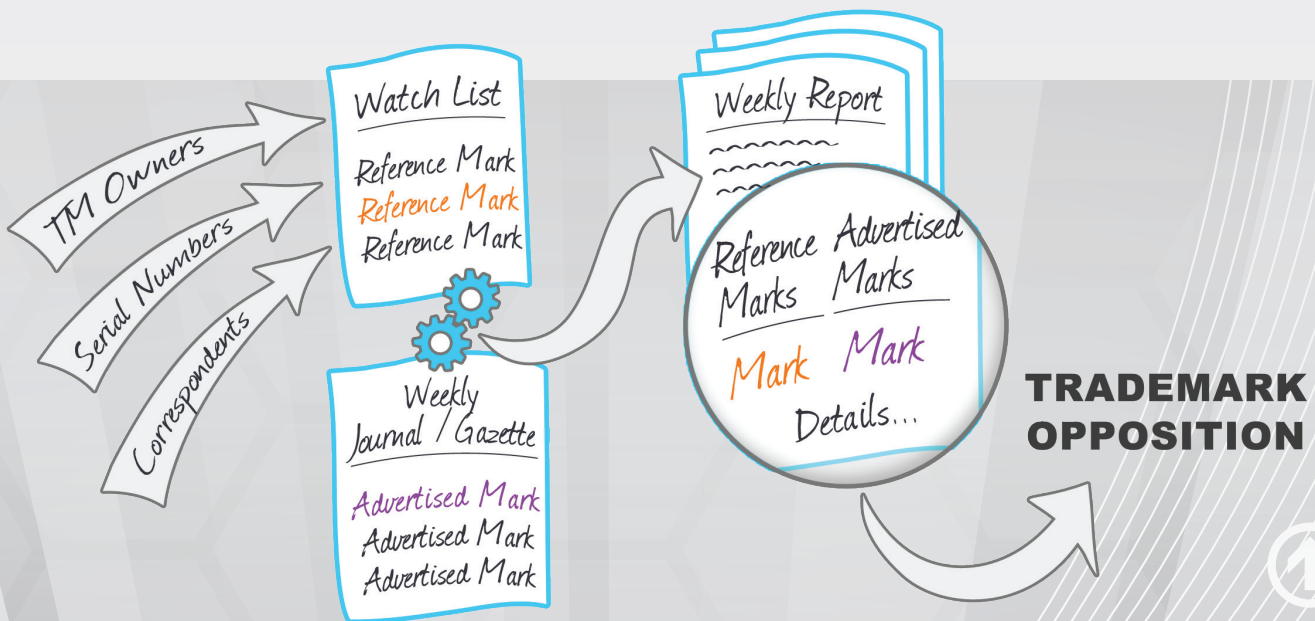 TM Owners
Serial Numbers
Correspondents
Watch List
Reference Mark
Reference Mark
Reference Mark
Weekly
Journal / Gazette
Advertised Mark
Advertised Mark
Advertised Mark
Weekly Report
Reference Advertised
Marks Marks
Mark Mark
Details...
TRADEMARK
OPPOSITION